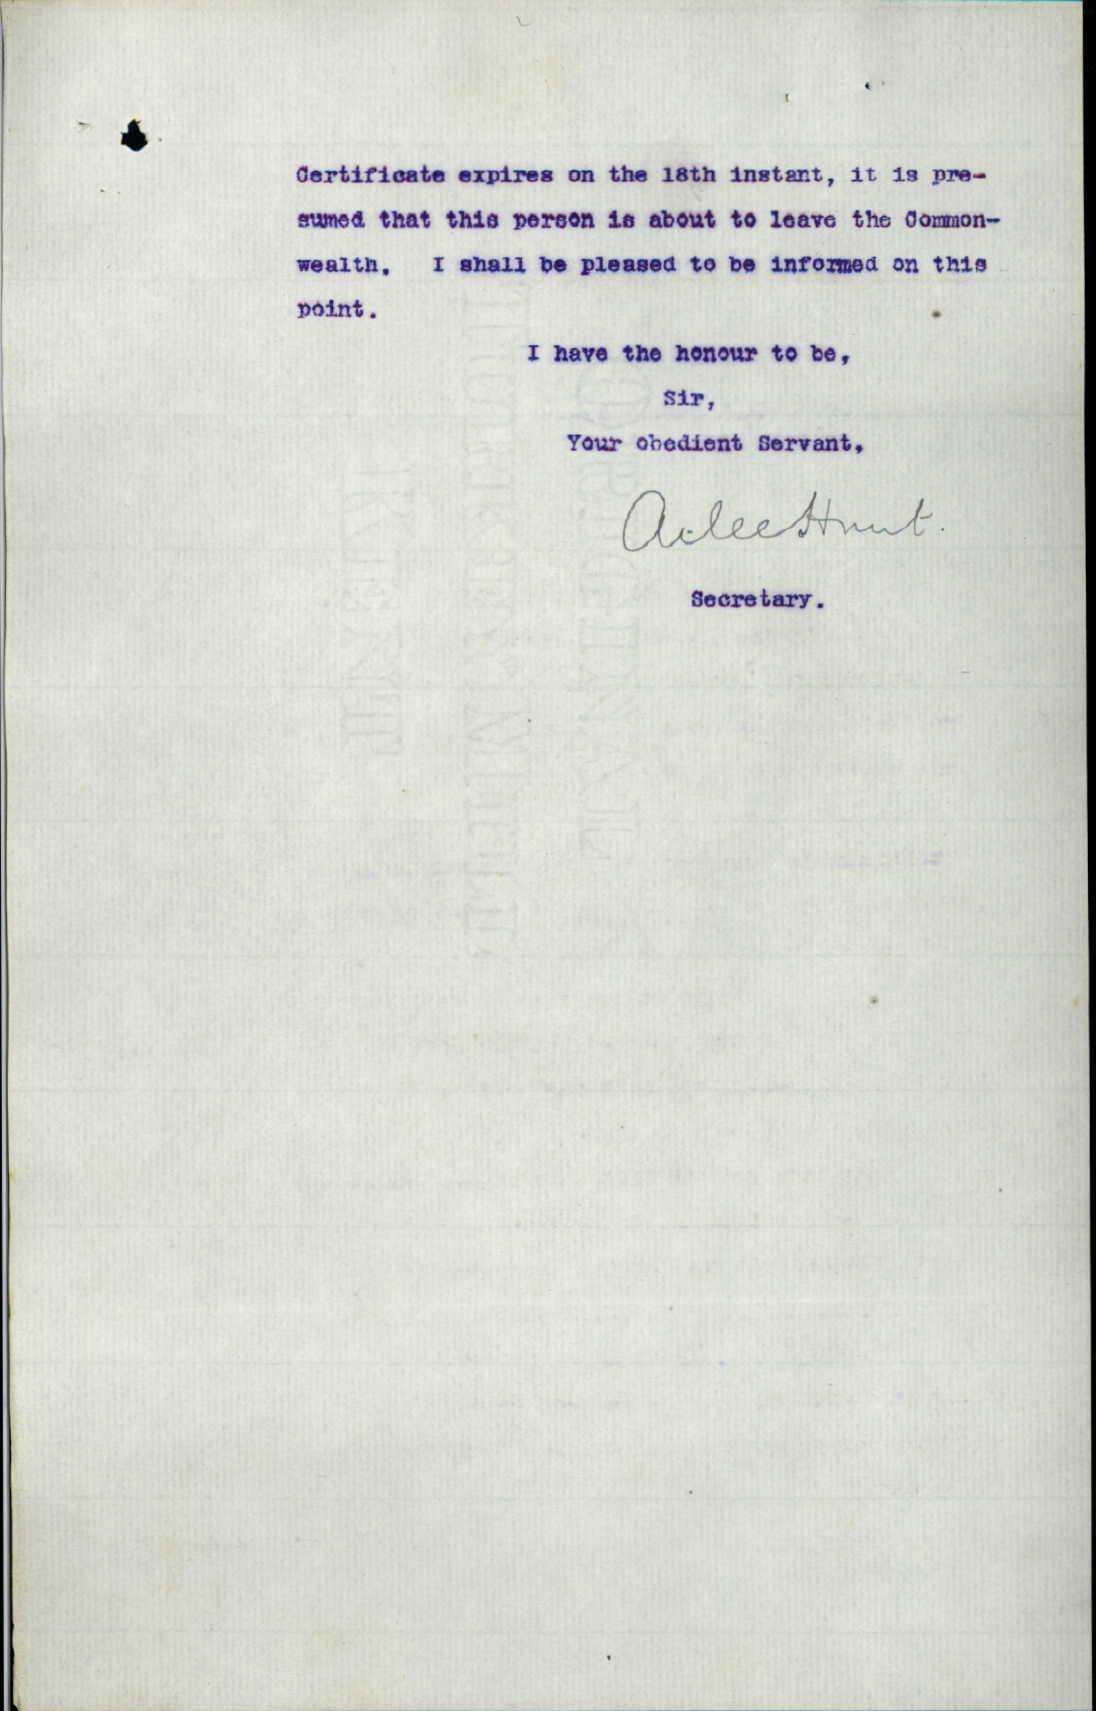 Certificate expires on the 18th instant, it is pre-
sumed that this person is about to leave the Common-
wealth. I shall be pleased to be informed on this
point.
I have the honour to be,
Sir,
Your obedient Servant,
Atlee Hunt.
Secretary.